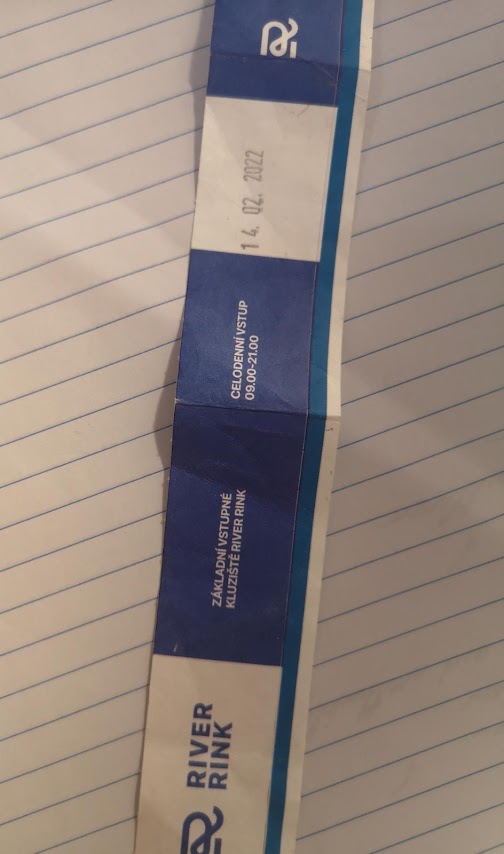 RIVER
RINK
ZÁKLADNÍ VSTUPNÉ
KLUZIŠTĚ RIVER RINK
CELODENNÍ VSTUP
09.00-21.00
14. 02. 2022